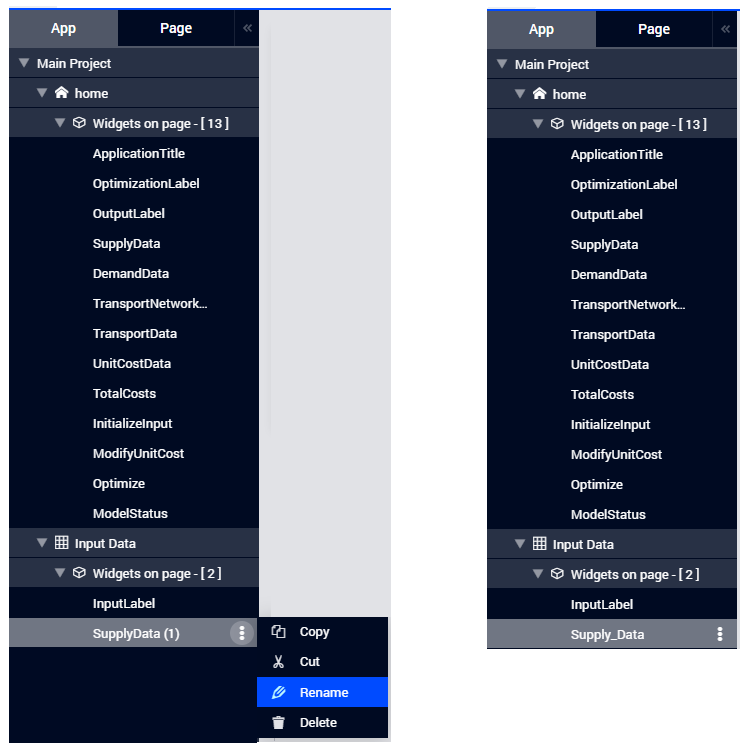 App Page «
Main Project
home
Widgets on page - [ 13 ]
ApplicationTitle
OptimizationLabel
OutputLabel
SupplyData
DemandData
TransportNetwork...
TransportData
UnitCostData
TotalCosts
InitializeInput
ModifyUnitCost
Optimize
ModelStatus
Input Data
Widgets on page - [ 2 ]
InputLabel
SupplyData (1)
Copy
Cut
Rename
Delete
App Page «
Main Project
home
Widgets on page - [ 13 ]
ApplicationTitle
OptimizationLabel
OutputLabel
SupplyData
DemandData
TransportNetwork...
TransportData
UnitCostData
TotalCosts
InitializeInput
ModifyUnitCost
Optimize
ModelStatus
Input Data
Widgets on page - [ 2 ]
InputLabel
Supply_Data